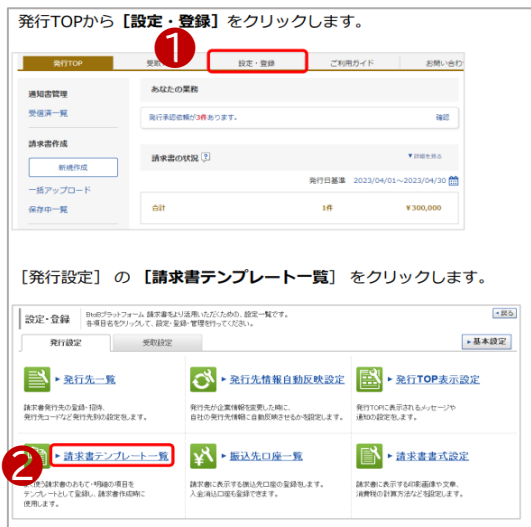 発行TOPから［設定・登録］をクリックします。
1
発行TOP
設定・登録
ご利用ガイド
お問い合わ
通知書管理
受信済一覧
請求書作成
新規作成
一括アップロード
保存中一覧
あなたの業務
発行承認依頼が3件あります。
確認
請求書の状況 ?
▼詳細を見る
発行日基準 2023/04/01～2023/04/30
合計 1件 ￥300,000
［発行設定］ の［請求書テンプレート一覧］ をクリックします。
設定・登録
BtoBプラットフォーム 請求書をより活用いただくための、設定一覧です。
各項目名をクリックして、設定・登録・管理を行ってください。
戻る
発行設定
受取設定
基本設定
発行先一覧
請求書発行先の登録・招待、
発行先コードなど発行先別の設定をします。
発行先情報自動反映設定
発行先が企業情報を変更した時に、
自社の発行先情報に自動反映させるかを設定します。
発行TOP表示設定
発行TOPに表示されるメッセージや
通知の設定をします。
2
請求書テンプレート一覧
使う請求書のおもて・明細の項目を
テンプレートとして登録し、請求書作成時に
使用します。
振込先口座一覧
請求書に表示する振込先口座の登録をします。
入金消込口座も登録できます。
請求書書式設定
請求書に表示する印影画像や文章、
消費税の計算方法などを設定します。